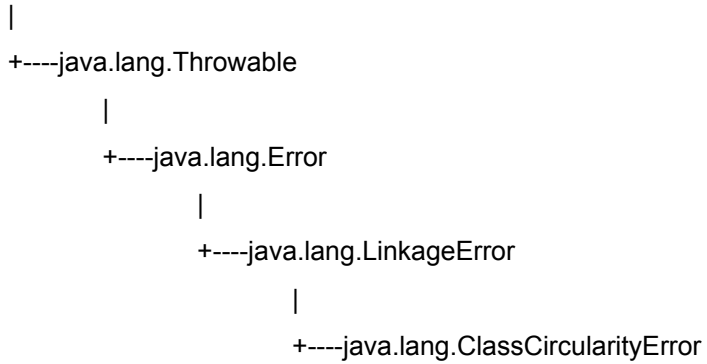 |
+----java.lang.Throwable
|
+----java.lang.Error
|
+----java.lang.LinkageError
|
+----java.lang.ClassCircularityError